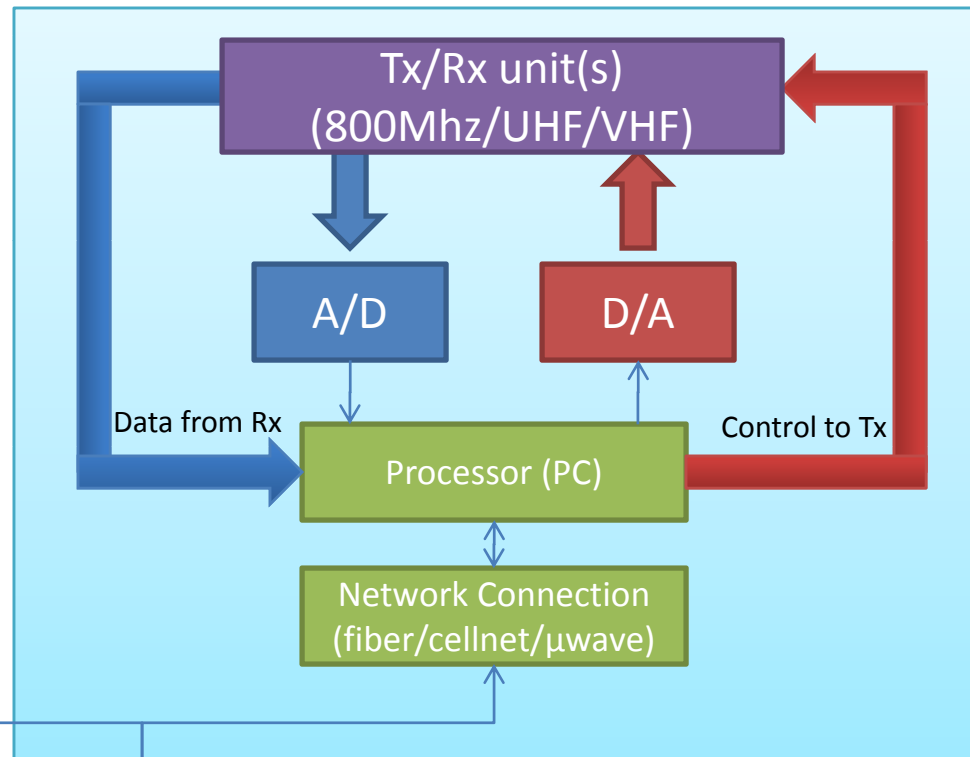 Tx/Rx unit(s)
(800Mhz/UHF/VHF)
A/D
D/A
Data from Rx
Control to Tx
Processor (PC)
Network Connection
(fiber/cellnet/µwave)